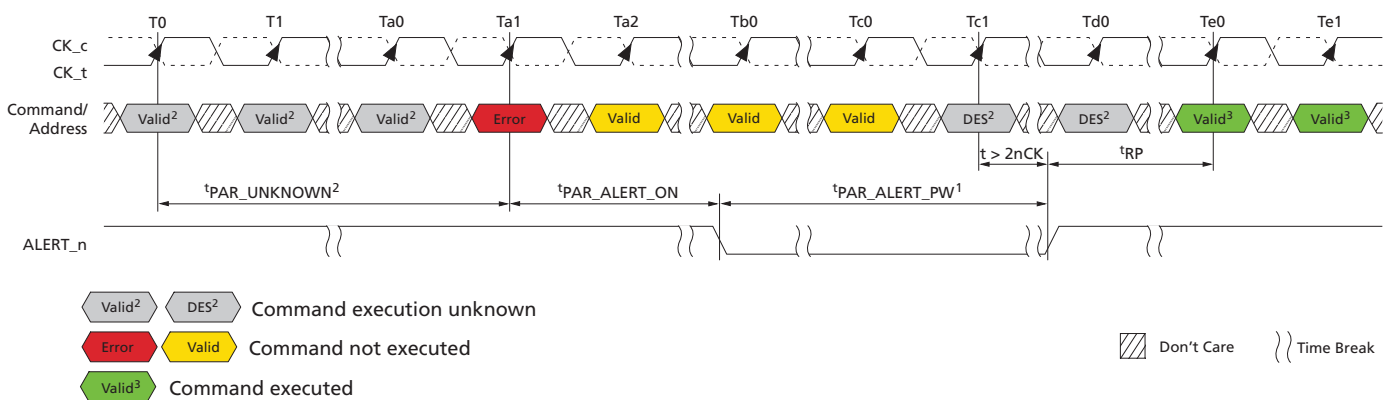 T0 T1 Ta0 Ta1 Ta2 Tb0 Tc0 Tc1 Td0 Te0 Te1
CK_c
CK_t
Command/
Address
Valid² Valid² Valid² Error Valid Valid Valid DES² DES² Valid³ Valid³
t > 2nCK ᵗRP
ᵗPAR_UNKNOWN² ᵗPAR_ALERT_ON ᵗPAR_ALERT_PW¹
ALERT_n
Valid² DES² Command execution unknown
Error Valid Command not executed
Don't Care Time Break
Valid³ Command executed